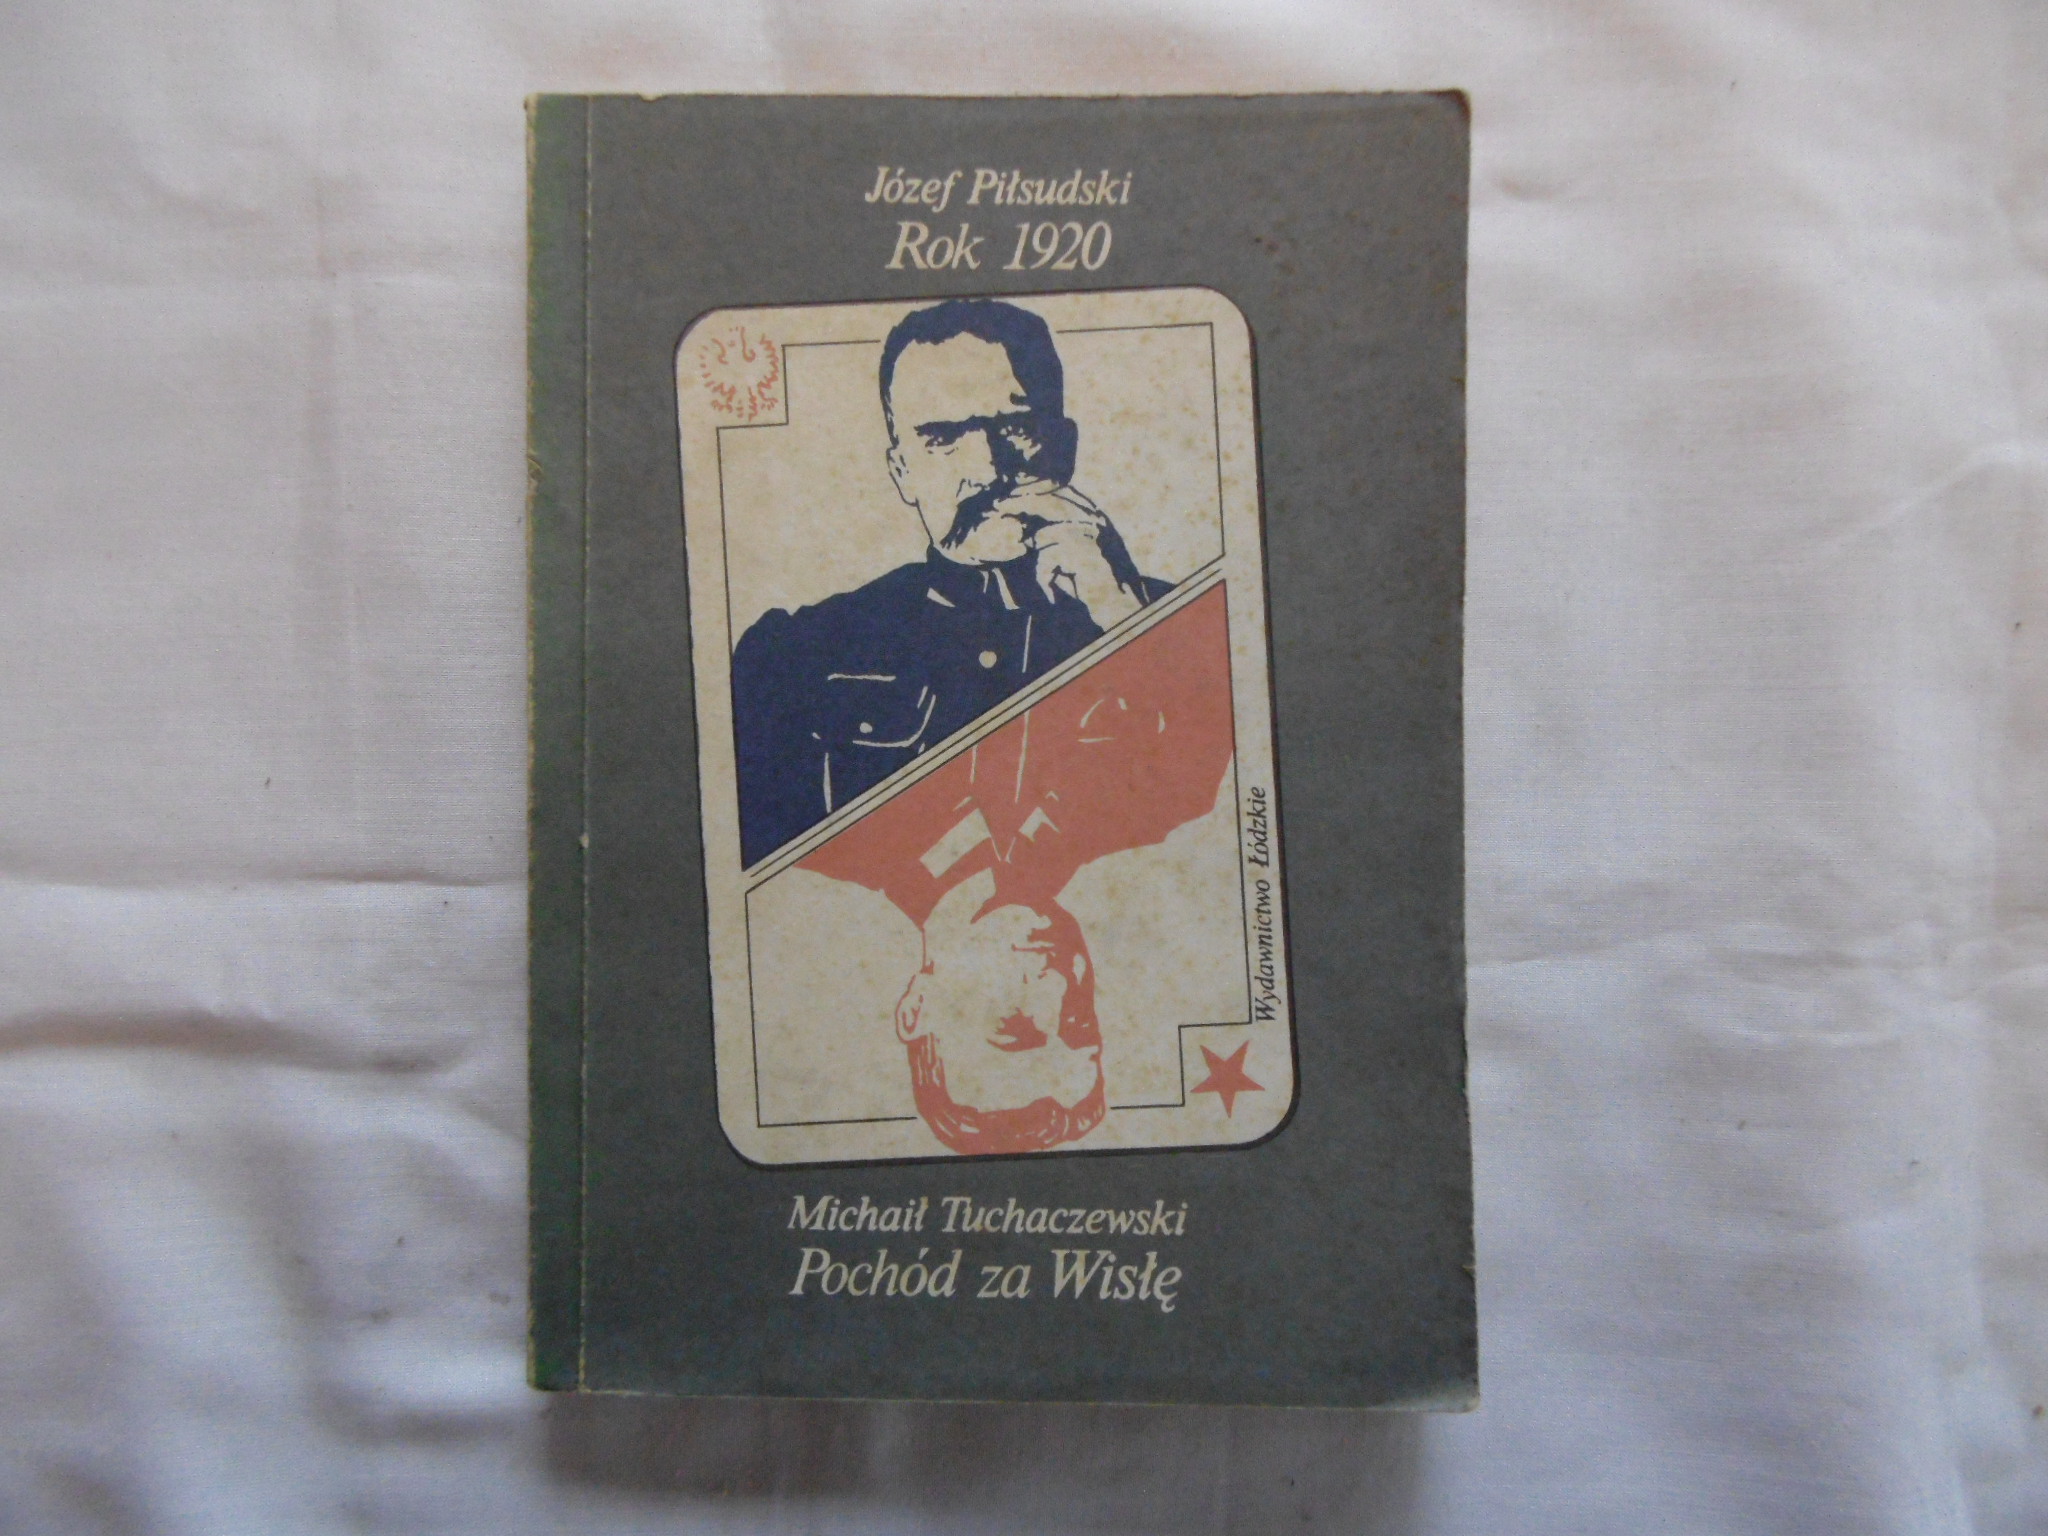 Józef Piłsudski
Rok 1920
Wydawnictwo Łódzkie
Michaił Tuchaczewski
Pochód za Wisłę